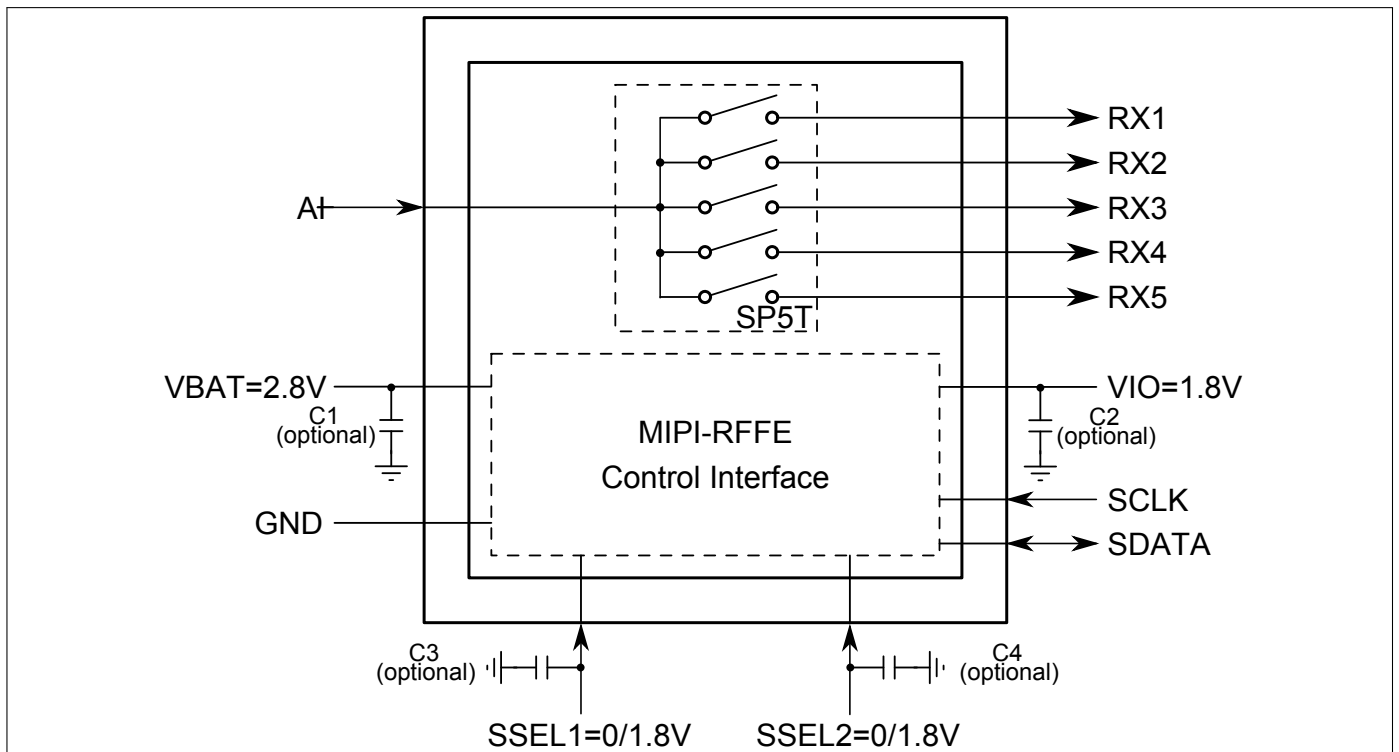 RX1
RX2
AI
RX3
RX4
RX5
SP5T
VBAT=2.8V
VIO=1.8V
C1
(optional)
C2
(optional)
MIPI-RFFE
Control Interface
SCLK
GND
SDATA
C3
(optional)
C4
(optional)
SSEL1=0/1.8V
SSEL2=0/1.8V